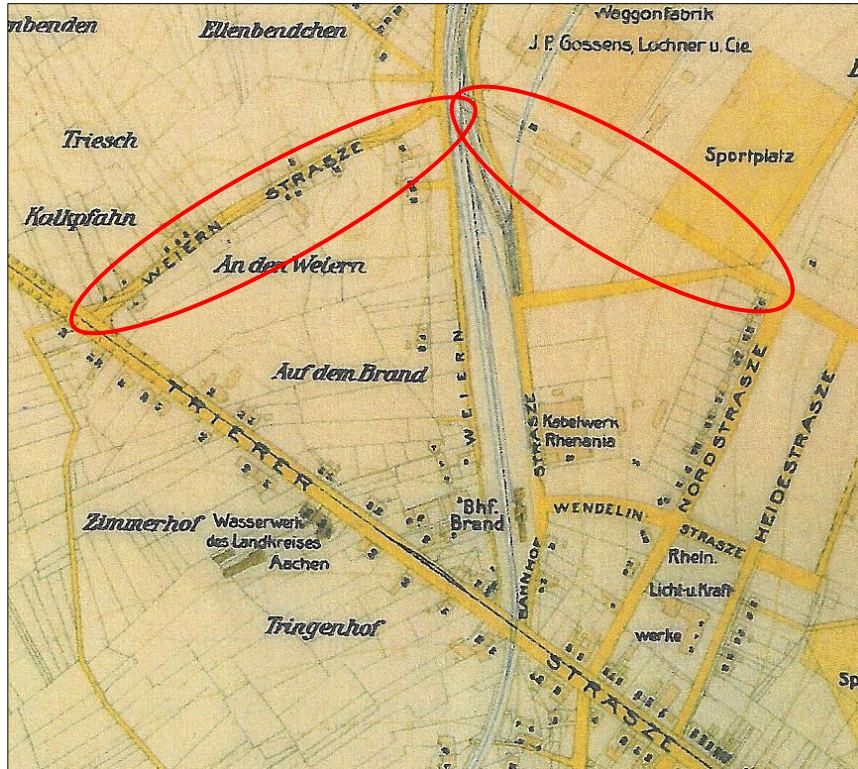 nbenden
Ellenbendchen
Waggonfabrik
J. P. Gossens, Lochner u. Cie.
Triesch
Sportplatz
Kalkpfahn
WEIERN STRASZE
An den Weiern
Auf dem Brand
WEIERN
TRIERER STRASZE
Kabelwerk
Rhenania
BAHNHOF STRASZE
NORDSTRASZE
HEIDESTRASZE
Zimmerhof
Wasserwerk
des Landkreises
Aachen
Bhf.
Brand
WENDELIN STRASZE
Rhein.
Licht-u.Kraft
werke
Tringenhof
Sp